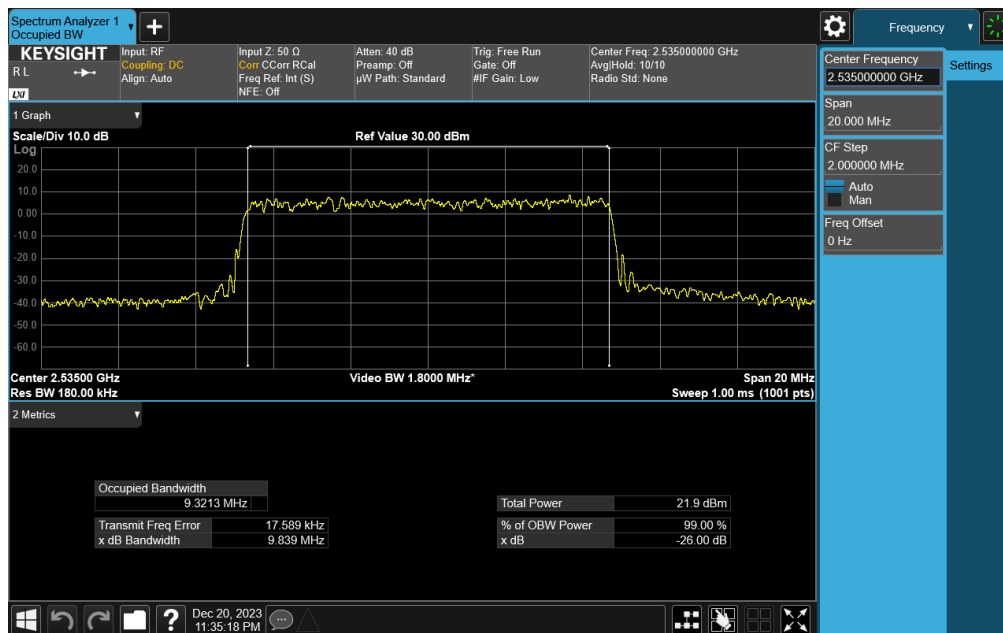 Spectrum Analyzer 1
Occupied BW
Frequency
KEYSIGHT
R L
LXI
Input: RF
Coupling: DC
Align: Auto
Input Z: 50 Ω
Corr CCorr RCal
Freq Ref: Int (S)
NFE: Off
Atten: 40 dB
Preamp: Off
µW Path: Standard
Trig: Free Run
Gate: Off
#IF Gain: Low
Center Freq: 2.535000000 GHz
Avg|Hold: 10/10
Radio Std: None
Center Frequency
2.535000000 GHz
Settings
Span
20.000 MHz
CF Step
2.000000 MHz
Auto
Man
Freq Offset
0 Hz
1 Graph
Scale/Div 10.0 dB
Ref Value 30.00 dBm
Log
20.0
10.0
0.00
-10.0
-20.0
-30.0
-40.0
-50.0
-60.0
Center 2.53500 GHz
Video BW 1.8000 MHz*
Span 20 MHz
Res BW 180.00 kHz
Sweep 1.00 ms (1001 pts)
2 Metrics
Occupied Bandwidth
9.3213 MHz
Total Power 21.9 dBm
Transmit Freq Error 17.589 kHz
% of OBW Power 99.00 %
x dB Bandwidth 9.839 MHz
x dB -26.00 dB
?
Dec 20, 2023
11:35:18 PM